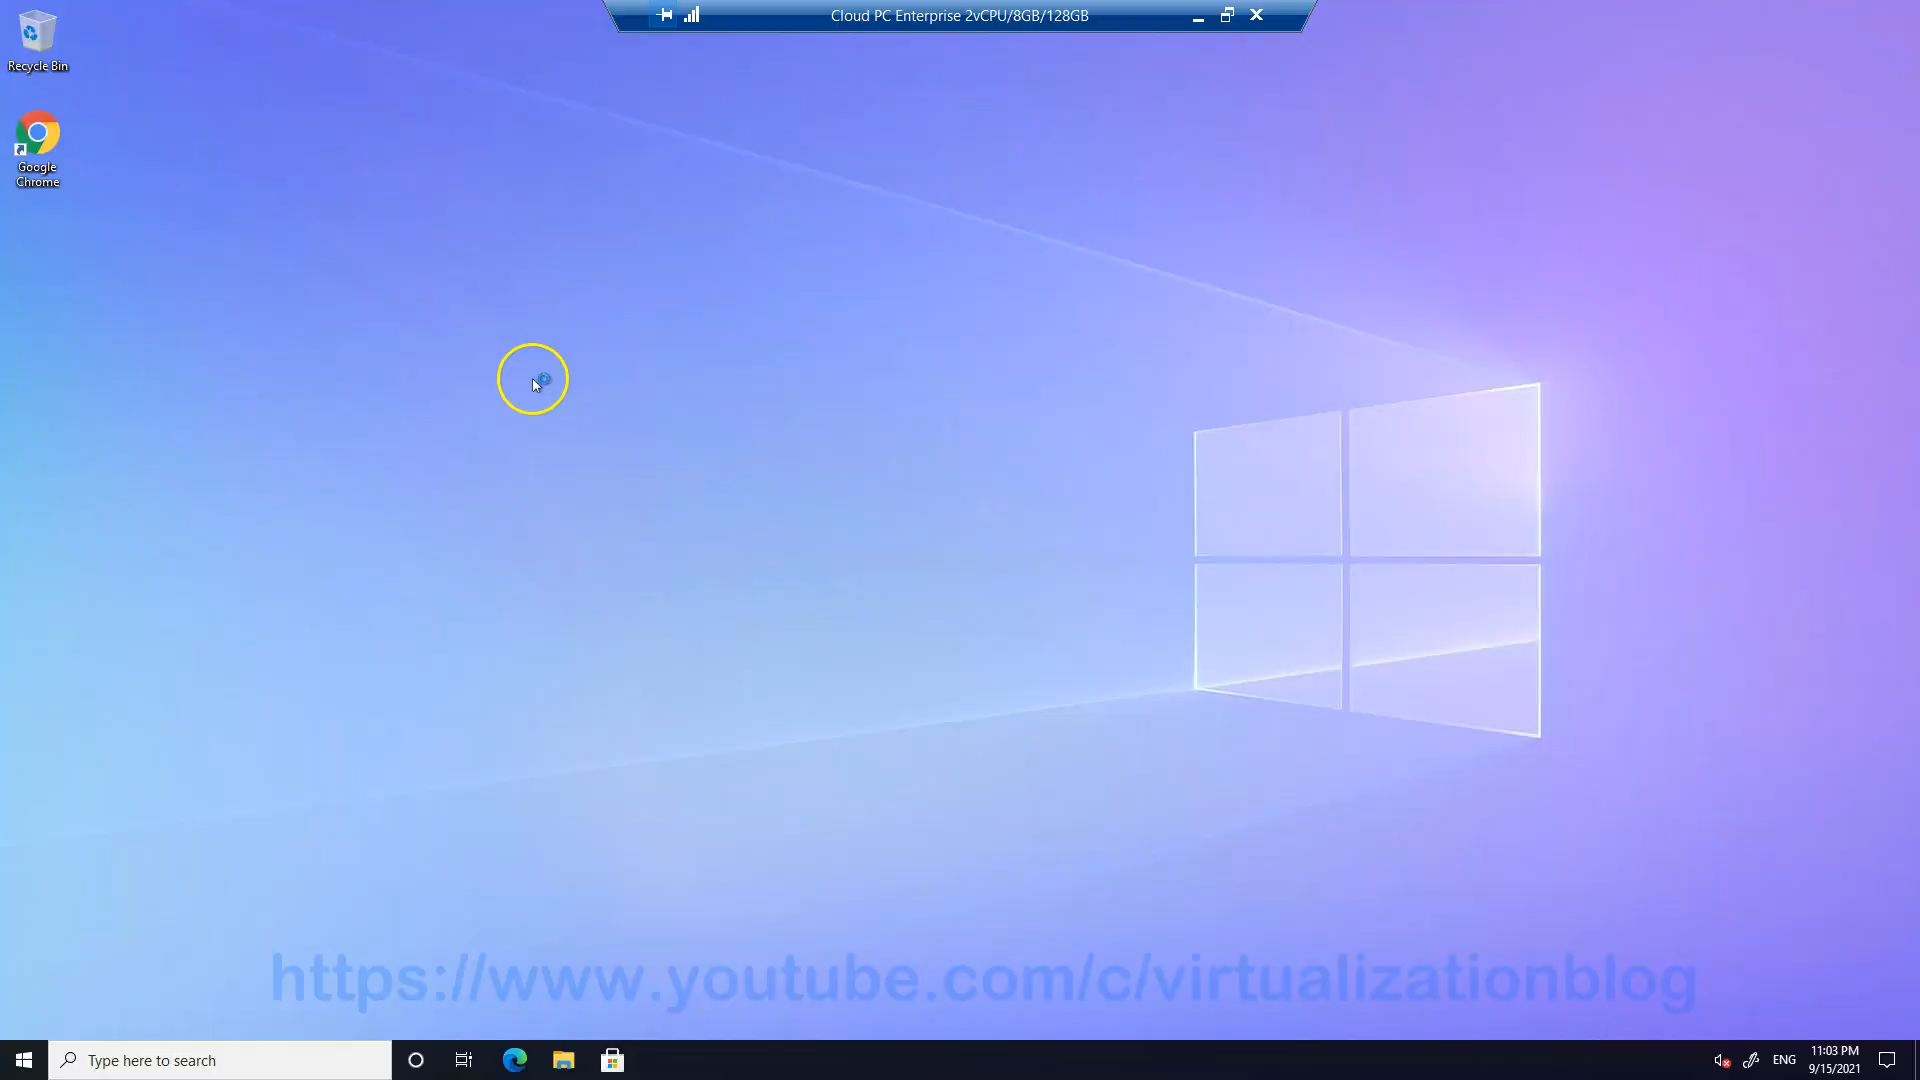 Cloud PC Enterprise 2vCPU/8GB/128GB
Recycle Bin
Google
Chrome
https://www.youtube.com/c/virtualizationblog
Type here to search
ENG
11:03 PM
9/15/2021